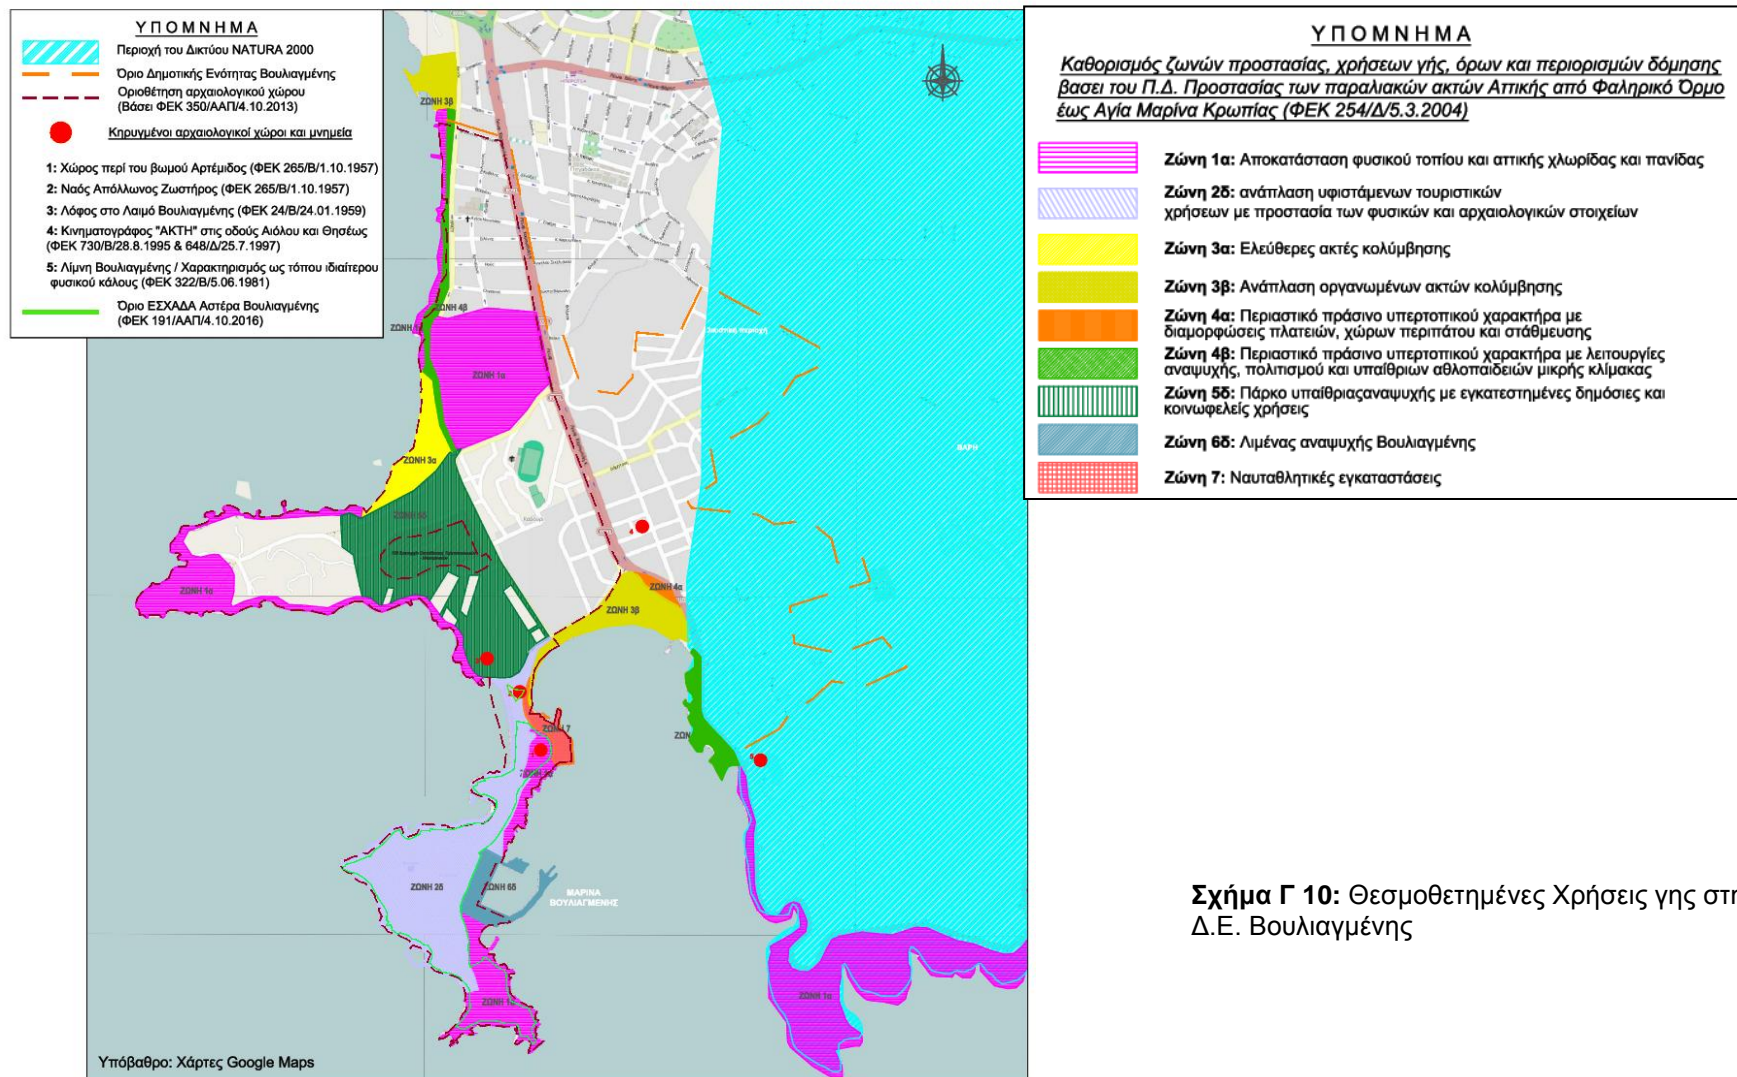 ΥΠΟΜΝΗΜΑ
Περιοχή του Δικτύου NATURA 2000
Όριο Δημοτικής Ενότητας Βουλιαγμένης
Οριοθέτηση αρχαιολογικού χώρου
(Βάσει ΦΕΚ 350/ΑΑΠ/4.10.2013)
Κηρυγμένοι αρχαιολογικοί χώροι και μνημεία
1: Χώρος περί του βωμού Αρτέμιδος (ΦΕΚ 265/Β/1.10.1957)
2: Ναός Απόλλωνος Ζωστήρος (ΦΕΚ 265/Β/1.10.1957)
3: Λόφος στο Λαιμό Βουλιαγμένης (ΦΕΚ 24/Β/24.01.1959)
4: Κινηματογράφος "ΑΚΤΗ" στις οδούς Αιόλου και Θησέως
(ΦΕΚ 730/Β/28.8.1995 & 648/Δ/25.7.1997)
5: Λίμνη Βουλιαγμένης / Χαρακτηρισμός ως τόπου ιδιαίτερου
φυσικού κάλους (ΦΕΚ 322/Β/5.06.1981)
Όριο ΕΣΧΑΔΑ Αστέρα Βουλιαγμένης
(ΦΕΚ 191/ΑΑΠ/4.10.2016)
ΥΠΟΜΝΗΜΑ
Καθορισμός ζωνών προστασίας, χρήσεων γής, όρων και περιορισμών δόμησης
βασει του Π.Δ. Προστασίας των παραλιακών ακτών Αττικής από Φαληρικό Όρμο
έως Αγία Μαρίνα Κρωπίας (ΦΕΚ 254/Δ/5.3.2004)
Ζώνη 1α: Αποκατάσταση φυσικού τοπίου και αττικής χλωρίδας και πανίδας
Ζώνη 2δ: ανάπλαση υφιστάμενων τουριστικών
χρήσεων με προστασία των φυσικών και αρχαιολογικών στοιχείων
Ζώνη 3α: Ελεύθερες ακτές κολύμβησης
Ζώνη 3β: Ανάπλαση οργανωμένων ακτών κολύμβησης
Ζώνη 4α: Περιαστικό πράσινο υπερτοπικού χαρακτήρα με
διαμορφώσεις πλατειών, χώρων περιπάτου και στάθμευσης
Ζώνη 4β: Περιαστικό πράσινο υπερτοπικού χαρακτήρα με λειτουργίες
αναψυχής, πολιτισμού και υπαίθριων αθλοπαιδειών μικρής κλίμακας
Ζώνη 5δ: Πάρκο υπαίθριαςαναψυχής με εγκατεστημένες δημόσιες και
κοινωφελείς χρήσεις
Ζώνη 6δ: Λιμένας αναψυχής Βουλιαγμένης
Ζώνη 7: Ναυταθλητικές εγκαταστάσεις
ΖΩΝΗ 3β
ΖΩΝΗ 4β
ΖΩΝΗ 1α
ΖΩΝΗ 3α
ΒΑΡΗ
4
ΖΩΝΗ 1α
ΖΩΝΗ 4α
ΖΩΝΗ 3β
ΖΩΝΗ 7
ΖΩΝ
5
ΖΩΝΗ 2δ
ΖΩΝΗ 6δ
ΜΑΡΙΝΑ
ΒΟΥΛΙΑΓΜΕΝΗΣ
ΖΩΝΗ 1α
ΖΩΝΗ 1α
Υπόβαθρο: Χάρτες Google Maps
Σχήμα Γ 10: Θεσμοθετημένες Χρήσεις γης στη
Δ.Ε. Βουλιαγμένης